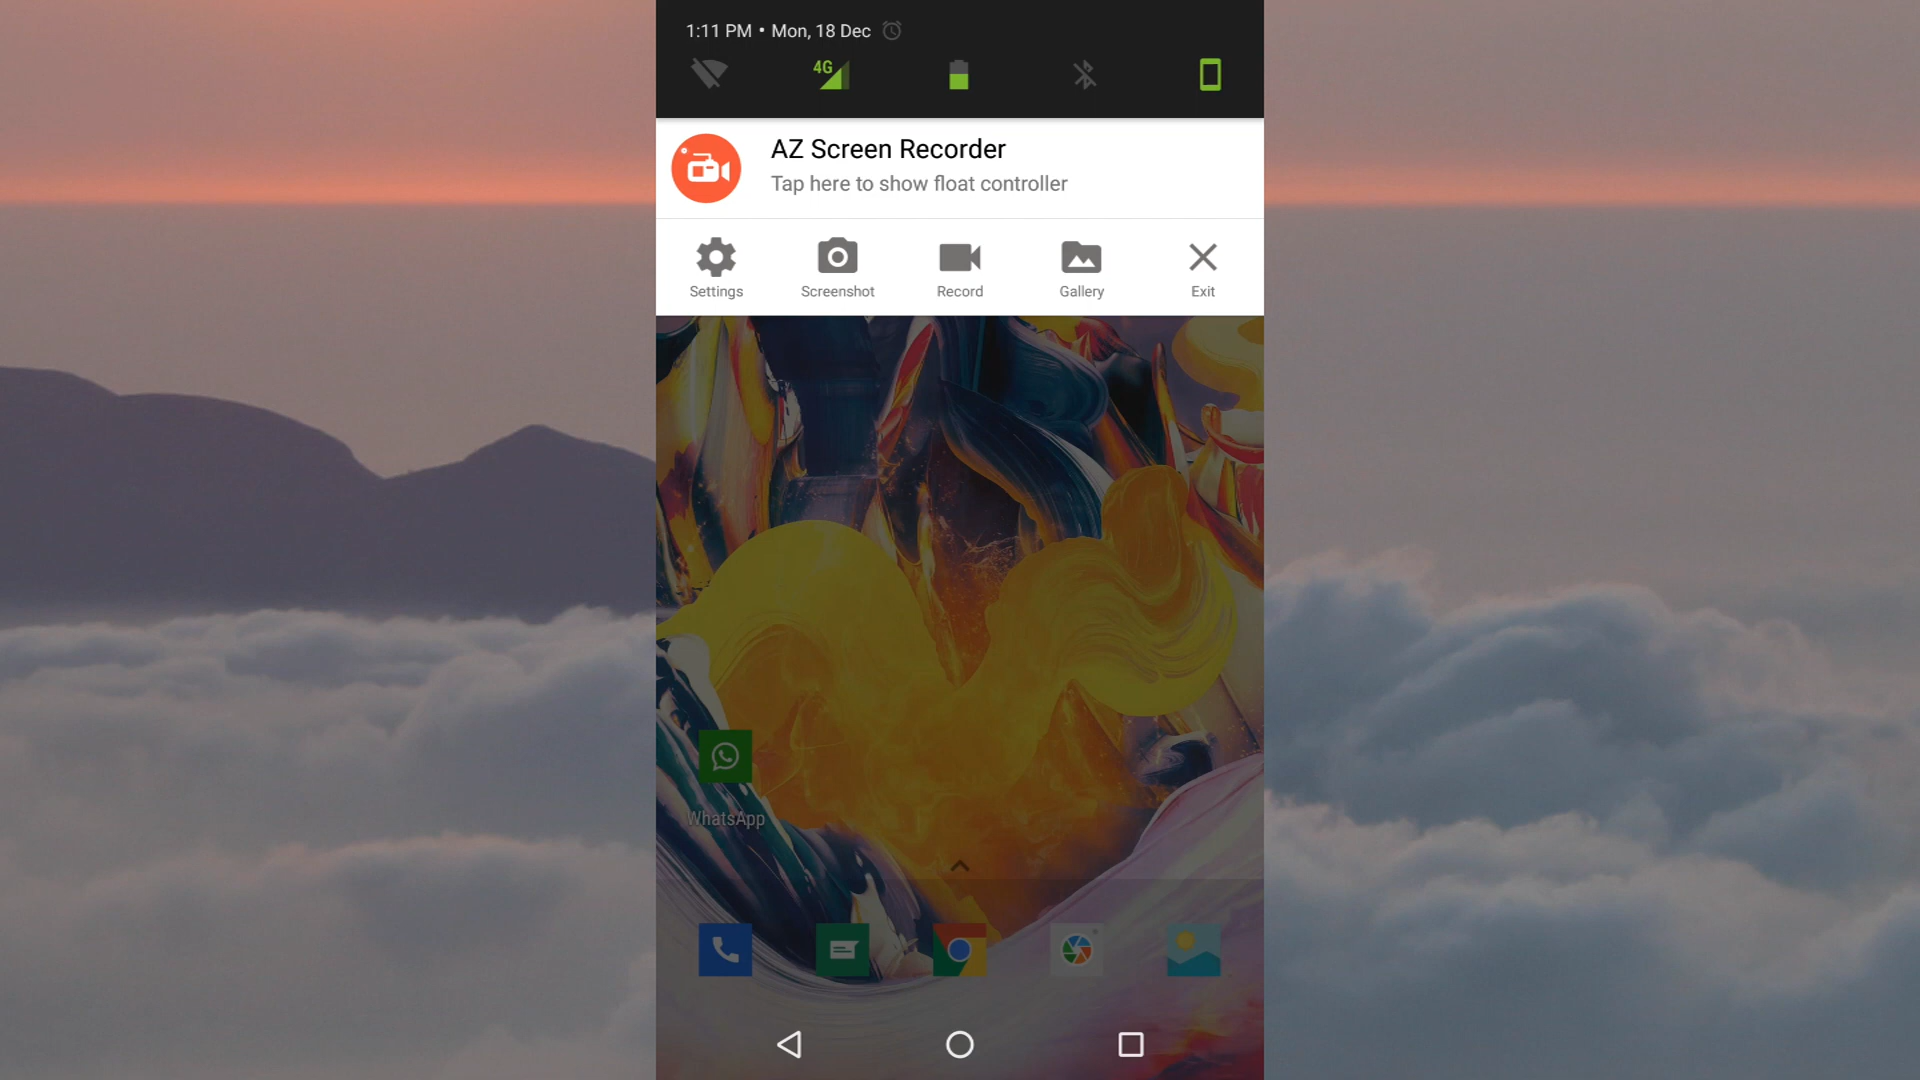 1:11 PM • Mon, 18 Dec
4G
AZ Screen Recorder
Tap here to show float controller
Settings
Screenshot
Record
Gallery
Exit
WhatsApp